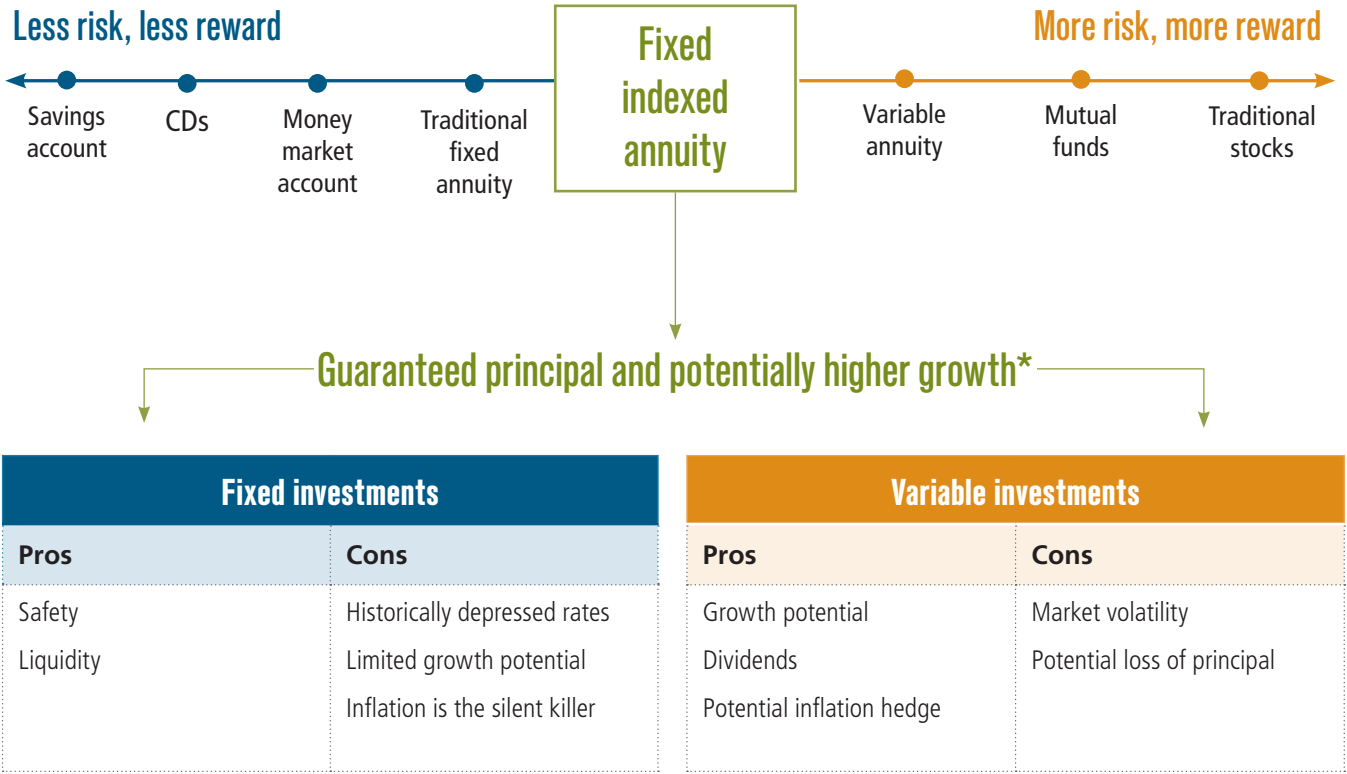 Less risk, less reward
More risk, more reward
Fixed
indexed
annuity
Savings
account
CDs
Money
market
account
Traditional
fixed
annuity
Variable
annuity
Mutual
funds
Traditional
stocks
Guaranteed principal and potentially higher growth*
Fixed investments
Pros
Cons
Safety
Historically depressed rates
Liquidity
Limited growth potential
Inflation is the silent killer
Variable investments
Pros
Cons
Growth potential
Market volatility
Dividends
Potential loss of principal
Potential inflation hedge